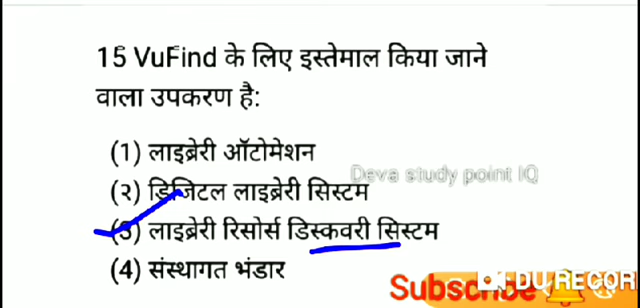 15 VuFind के लिए इस्तेमाल किया जाने
वाला उपकरण है:
(1) लाइब्रेरी ऑटोमेशन
(२) डिजिटल लाइब्रेरी सिस्टम
Deva study point IQ
(3) लाइब्रेरी रिसोर्स डिस्कवरी सिस्टम
(4) संस्थागत भंडार
Subscribe DU RECOR